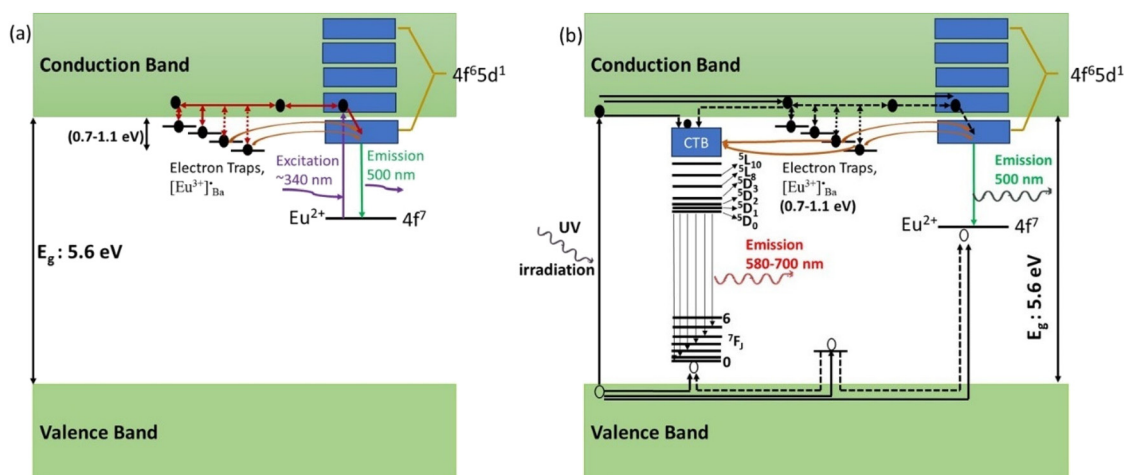 (a)
Conduction Band
4f⁶5d¹
(0.7-1.1 eV)
Electron Traps,
[Eu³⁺]•Ba
Excitation
~340 nm
Emission
500 nm
Eu²⁺
4f⁷
Eg : 5.6 eV
Valence Band
(b)
Conduction Band
4f⁶5d¹
CTB
⁵L₁₀
⁵L₈
⁵D₃
⁵D₂
⁵D₁
⁵D₀
Electron Traps,
[Eu³⁺]•Ba
(0.7-1.1 eV)
Emission
500 nm
Eu²⁺
4f⁷
UV
irradiation
Emission
580-700 nm
6
⁷FJ
0
Eg : 5.6 eV
Valence Band